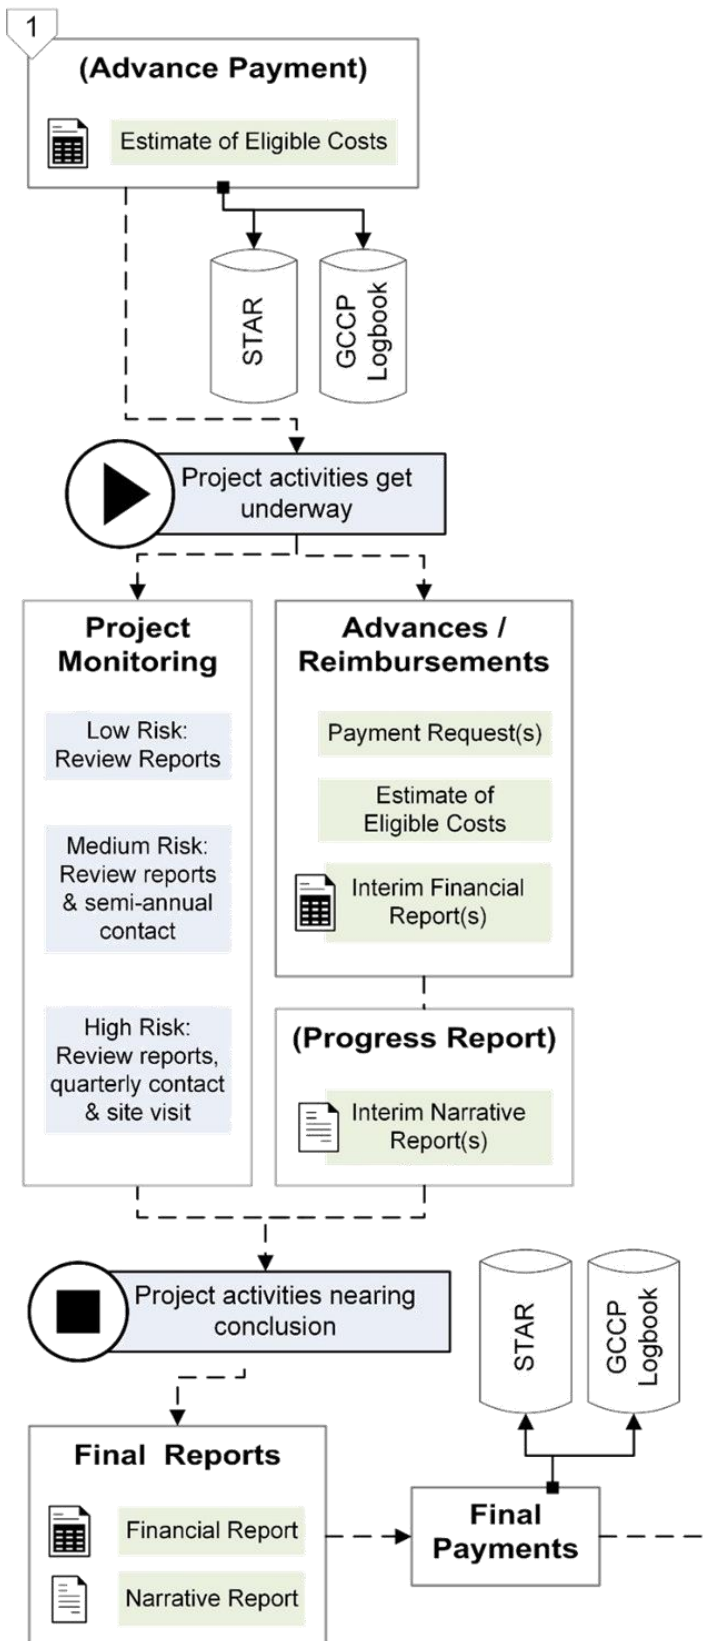 1
(Advance Payment)
Estimate of Eligible Costs
STAR
GCCP
Logbook
Project activities get
underway
Project
Monitoring
Low Risk:
Review Reports
Medium Risk:
Review reports
& semi-annual
contact
High Risk:
Review reports,
quarterly contact
& site visit
Advances /
Reimbursements
Payment Request(s)
Estimate of
Eligible Costs
Interim Financial
Report(s)
(Progress Report)
Interim Narrative
Report(s)
Project activities nearing
conclusion
STAR
GCCP
Logbook
Final Reports
Financial Report
Narrative Report
Final
Payments